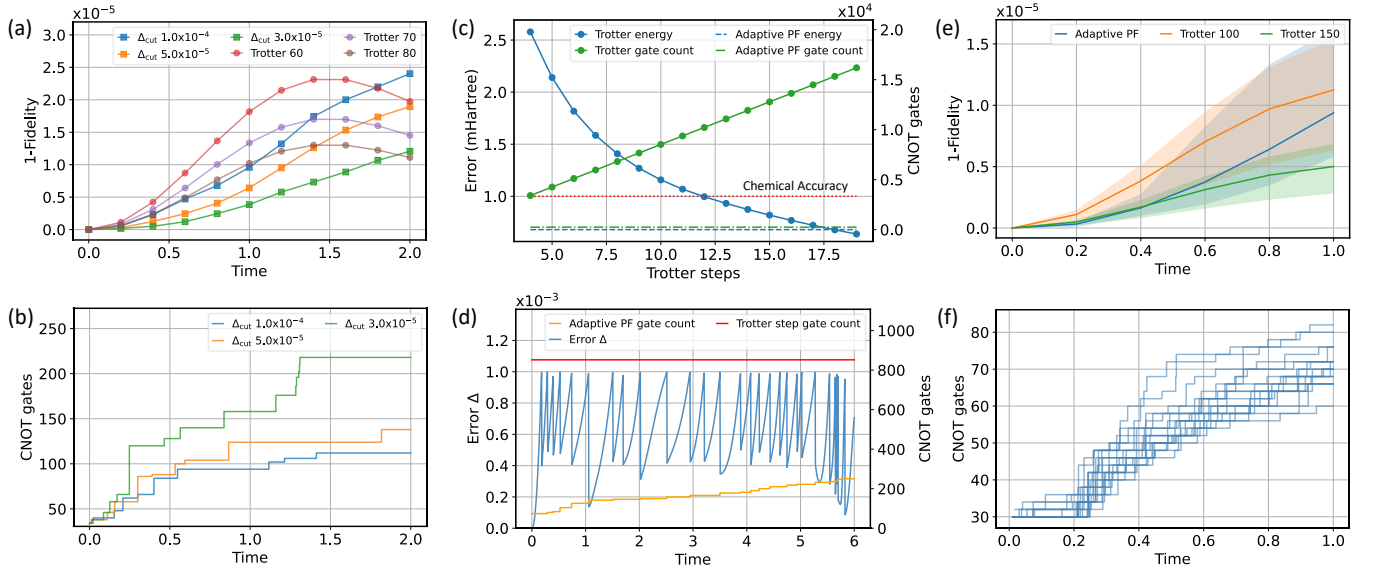 (a)
1-Fidelity
0.0
0.5
1.0
1.5
2.0
2.5
3.0
3.5
x10-5
Δcut 1.0x10-4
Δcut 5.0x10-5
Δcut 3.0x10-5
Trotter 60
Trotter 70
Trotter 80
0.0
0.5
1.0
1.5
2.0
Time
(b)
CNOT gates
50
100
150
200
250
Δcut 1.0x10-4
Δcut 5.0x10-5
Δcut 3.0x10-5
0.0
0.5
1.0
1.5
2.0
Time
(c)
Error (mHartree)
1.0
1.5
2.0
2.5
x104
Trotter energy
Trotter gate count
Adaptive PF energy
Adaptive PF gate count
Chemical Accuracy
CNOT gates
0.0
0.5
1.0
1.5
2.0
5.0
7.5
10.0
12.5
15.0
17.5
Trotter steps
(d)
x10-3
Error Δ
0.0
0.2
0.4
0.6
0.8
1.0
1.2
Adaptive PF gate count
Error Δ
Trotter step gate count
CNOT gates
0
200
400
600
800
1000
0
1
2
3
4
5
6
Time
(e)
x10-5
1-Fidelity
0.0
0.5
1.0
1.5
Adaptive PF
Trotter 100
Trotter 150
0.0
0.2
0.4
0.6
0.8
1.0
Time
(f)
CNOT gates
30
40
50
60
70
80
0.0
0.2
0.4
0.6
0.8
1.0
Time